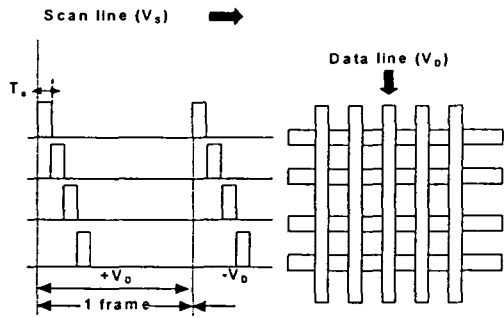 Scan line (Vs)
Data line (VD)
Ts
+VD
-VD
1 frame